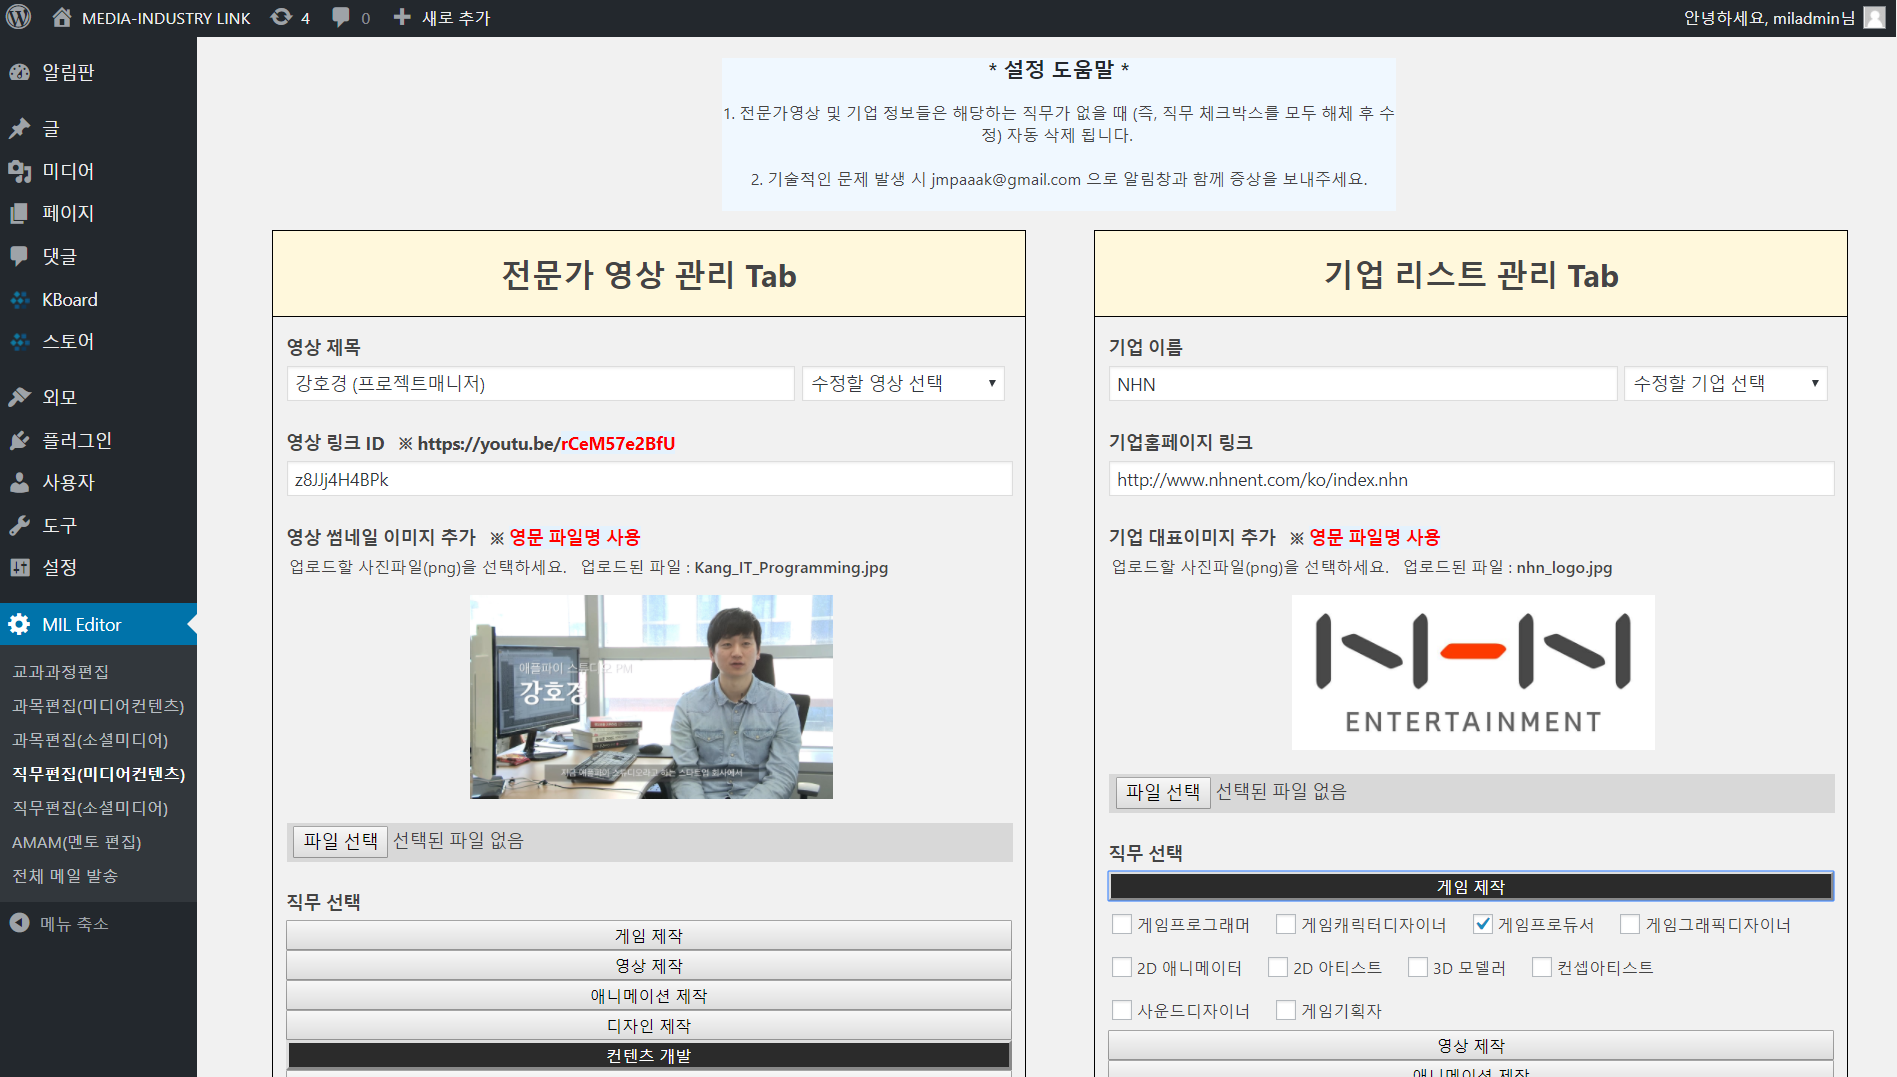 MEDIA-INDUSTRY LINK 4 0 새로 추가 안녕하세요, miladmin님
알림판
글
미디어
페이지
댓글
KBoard
스토어
외모
플러그인
사용자
도구
설정
MIL Editor
교과과정편집
과목편집(미디어컨텐츠)
과목편집(소셜미디어)
직무편집(미디어컨텐츠)
직무편집(소셜미디어)
AMAM(멘토 편집)
전체 메일 발송
메뉴 축소
* 설정 도움말 *
1. 전문가영상 및 기업 정보들은 해당하는 직무가 없을 때 (즉, 직무 체크박스를 모두 해체 후 수
정) 자동 삭제 됩니다.
2. 기술적인 문제 발생 시 jmpaaak@gmail.com 으로 알림창과 함께 증상을 보내주세요.
전문가 영상 관리 Tab
영상 제목
강호경 (프로젝트매니저) 수정할 영상 선택
영상 링크 ID ※ https://youtu.be/rCeM57e2BfU
z8JJj4H4BPk
영상 썸네일 이미지 추가 ※ 영문 파일명 사용
업로드할 사진파일(png)을 선택하세요. 업로드된 파일 : Kang_IT_Programming.jpg
애플파이 스튜디오 PM
강호경
지금 애플파이 스튜디오라고 하는 스타트업 회사에서
파일 선택 선택된 파일 없음
직무 선택
게임 제작
영상 제작
애니메이션 제작
디자인 제작
컨텐츠 개발
기업 리스트 관리 Tab
기업 이름
NHN 수정할 기업 선택
기업홈페이지 링크
http://www.nhnent.com/ko/index.nhn
기업 대표이미지 추가 ※ 영문 파일명 사용
업로드할 사진파일(png)을 선택하세요. 업로드된 파일 : nhn_logo.jpg
NHN
ENTERTAINMENT
파일 선택 선택된 파일 없음
직무 선택
게임 제작
게임프로그래머 게임캐릭터디자이너 게임프로듀서 게임그래픽디자이너
2D 애니메이터 2D 아티스트 3D 모델러 컨셉아티스트
사운드디자이너 게임기획자
영상 제작
애니메이션 제작